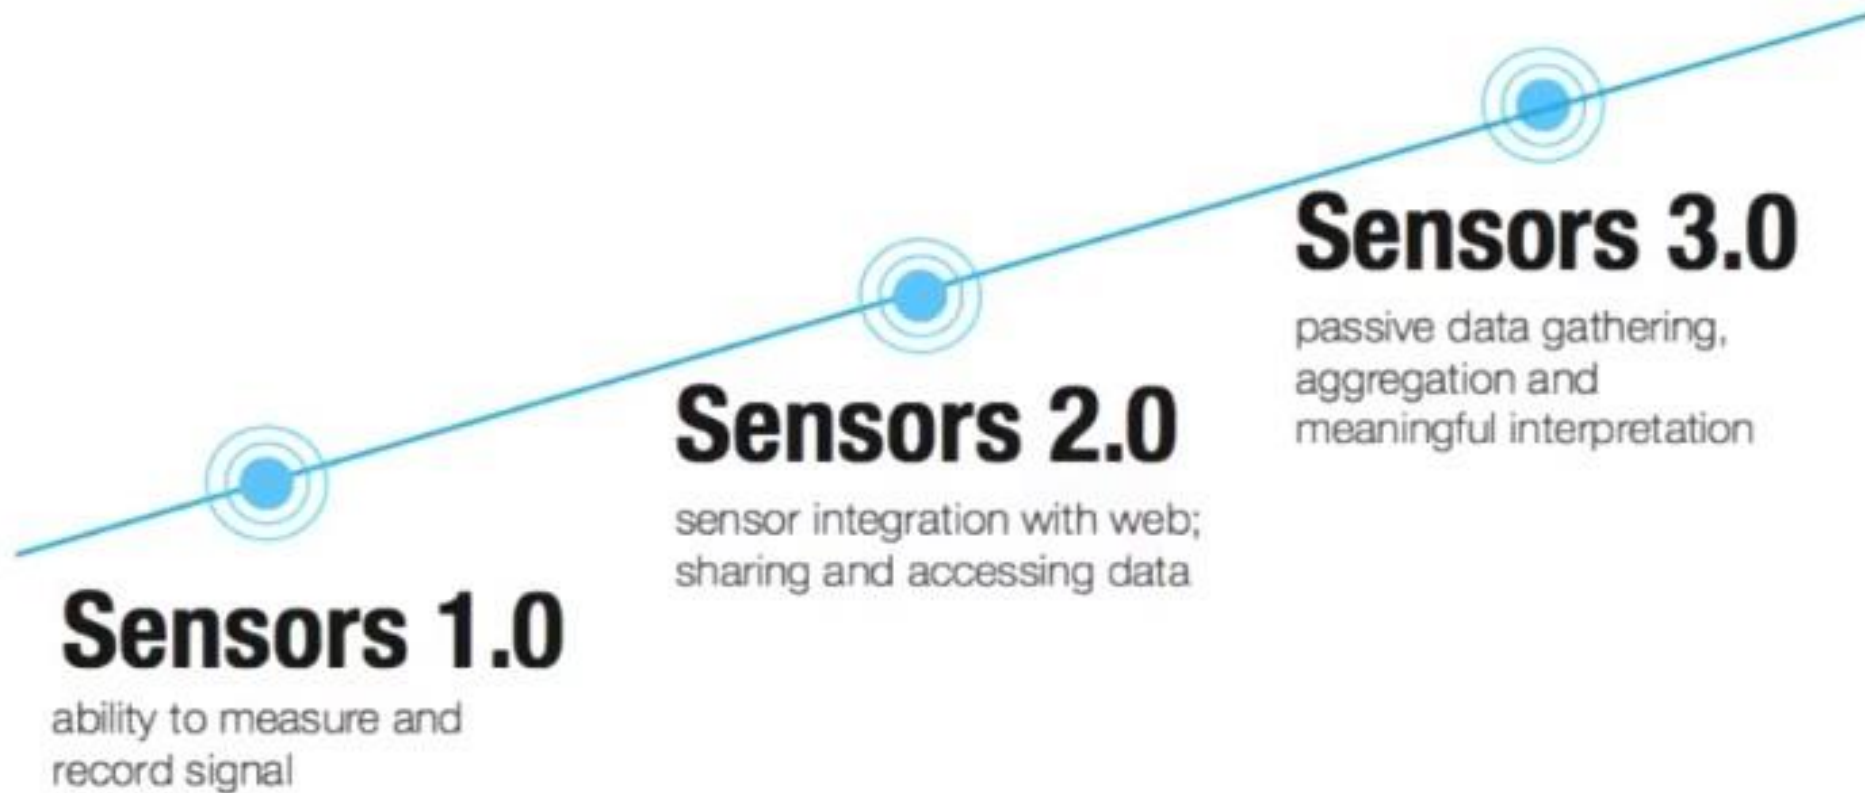 Sensors 1.0
ability to measure and
record signal
Sensors 2.0
sensor integration with web;
sharing and accessing data
Sensors 3.0
passive data gathering,
aggregation and
meaningful interpretation